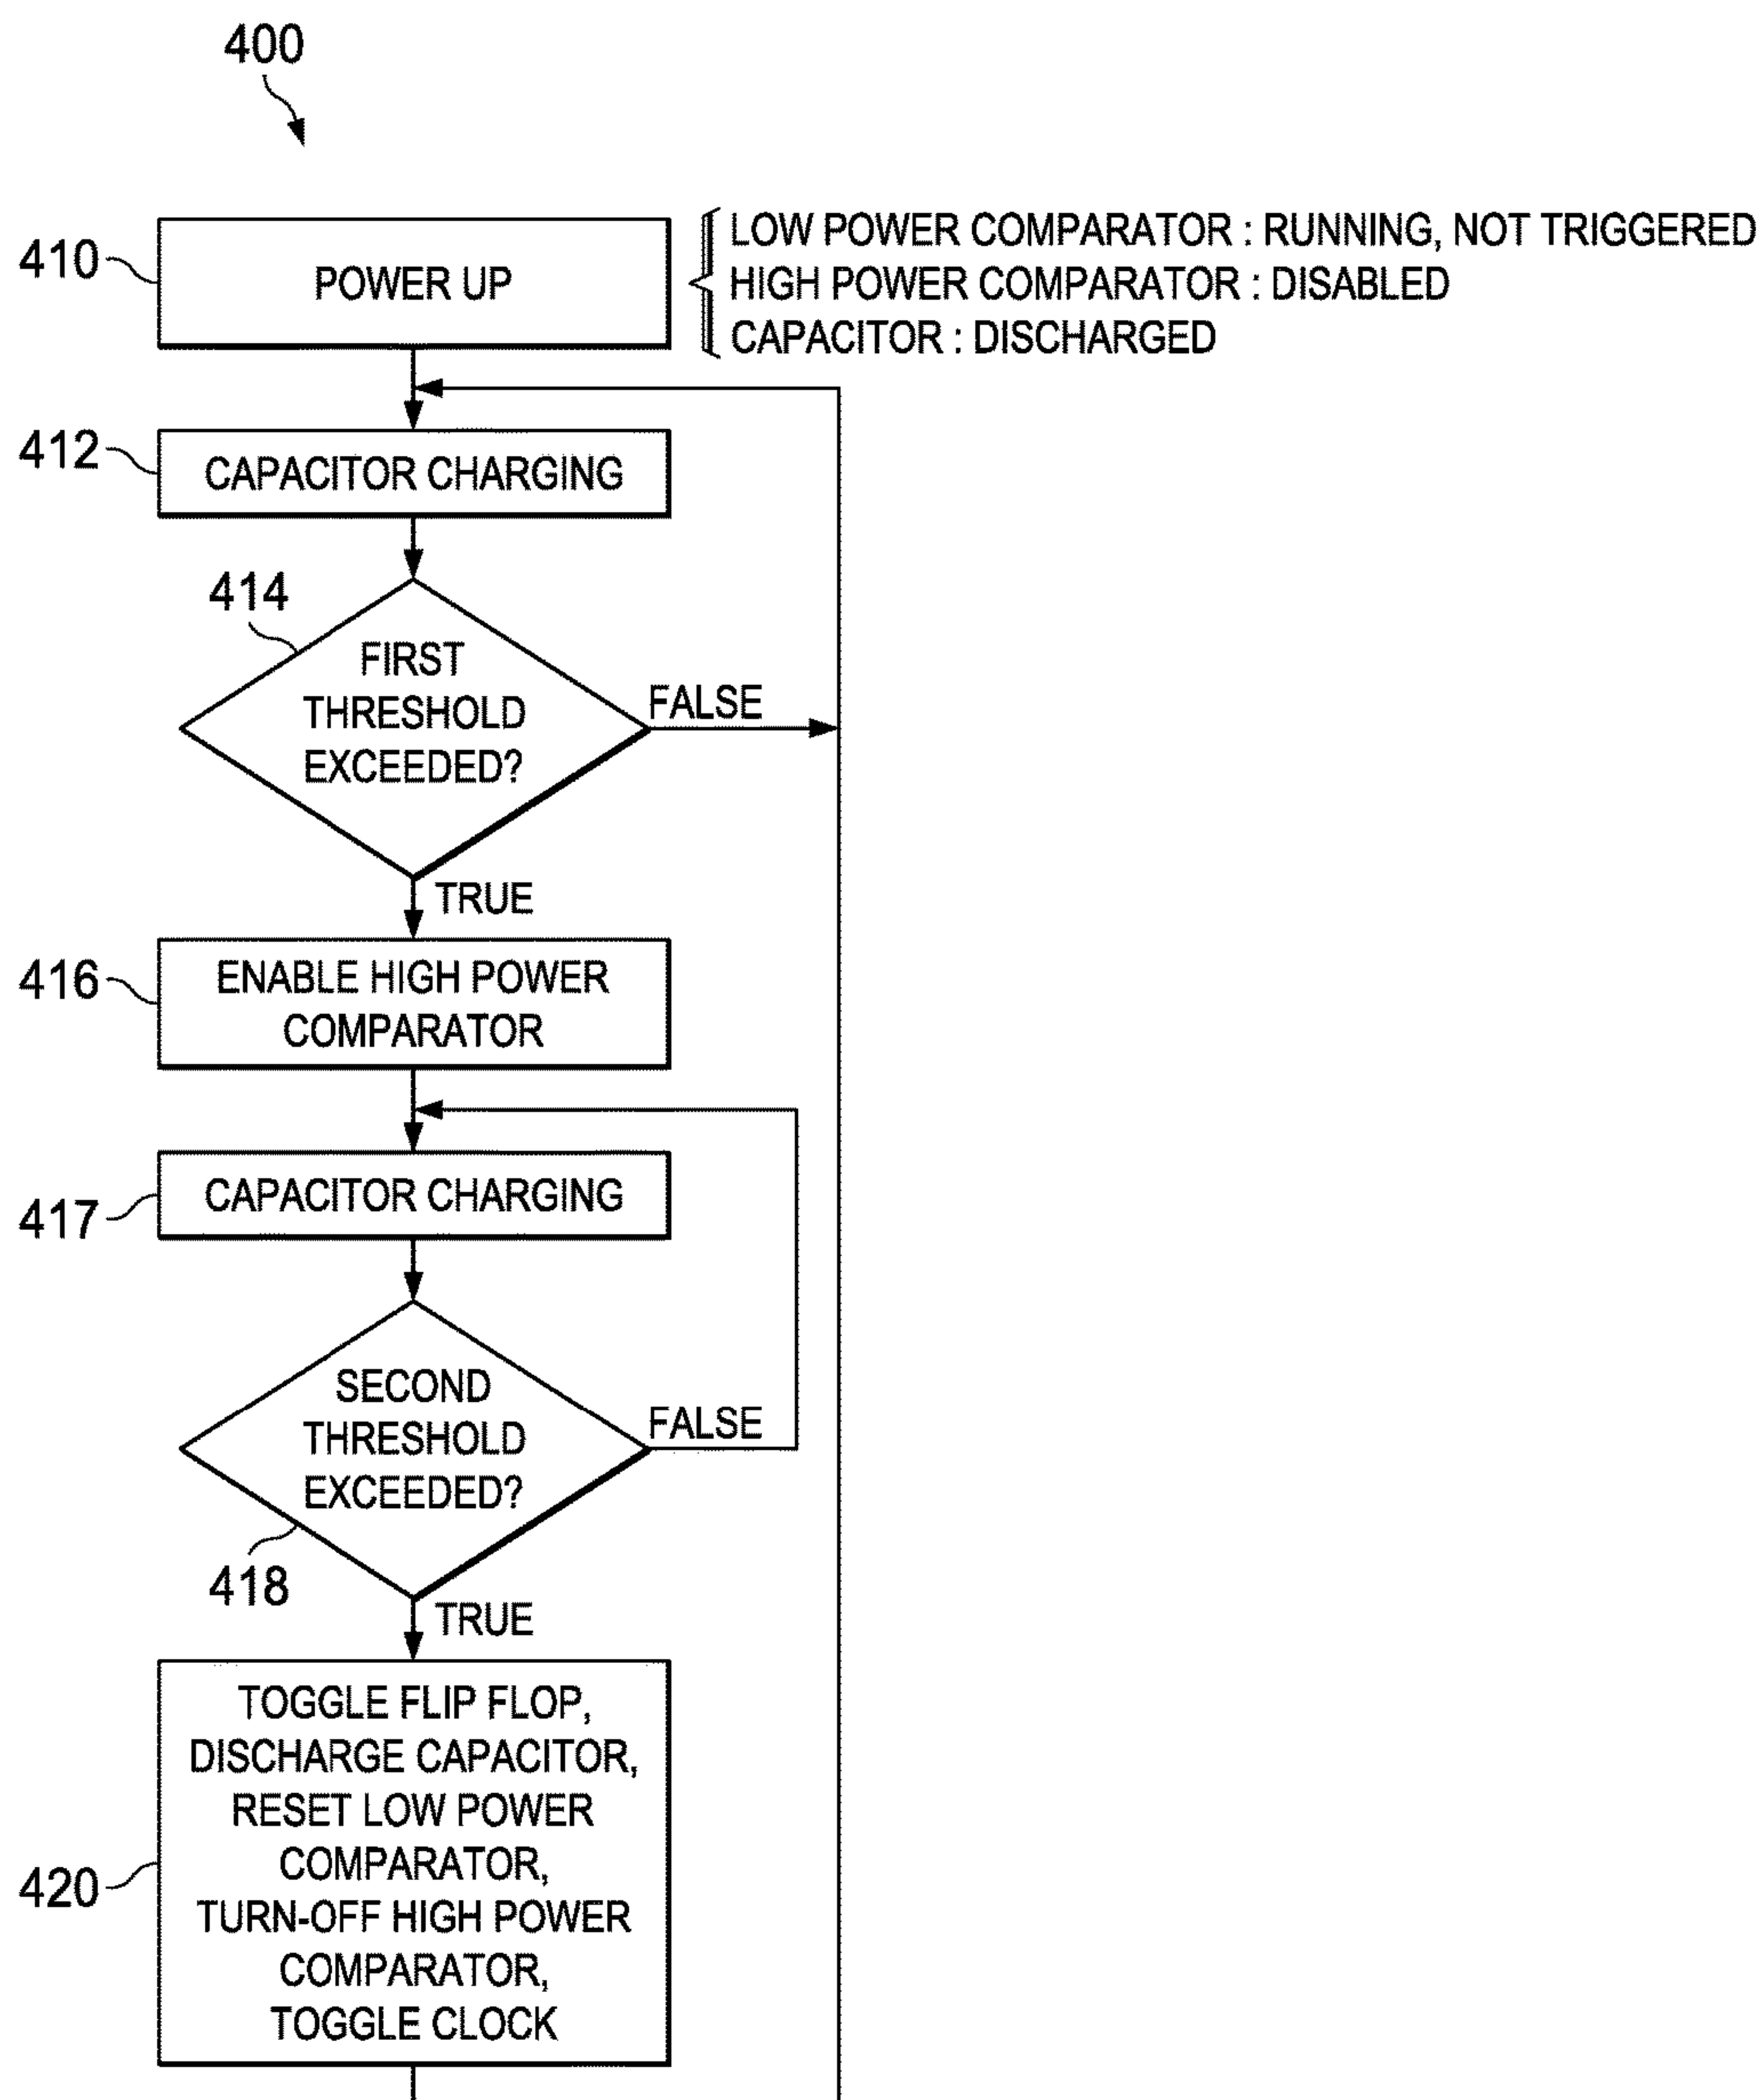 400
410
POWER UP
LOW POWER COMPARATOR : RUNNING, NOT TRIGGERED
HIGH POWER COMPARATOR : DISABLED
CAPACITOR : DISCHARGED
412
CAPACITOR CHARGING
414
FIRST
THRESHOLD
EXCEEDED?
FALSE
TRUE
416
ENABLE HIGH POWER
COMPARATOR
417
CAPACITOR CHARGING
SECOND
THRESHOLD
EXCEEDED?
FALSE
418
TRUE
420
TOGGLE FLIP FLOP,
DISCHARGE CAPACITOR,
RESET LOW POWER
COMPARATOR,
TURN-OFF HIGH POWER
COMPARATOR,
TOGGLE CLOCK